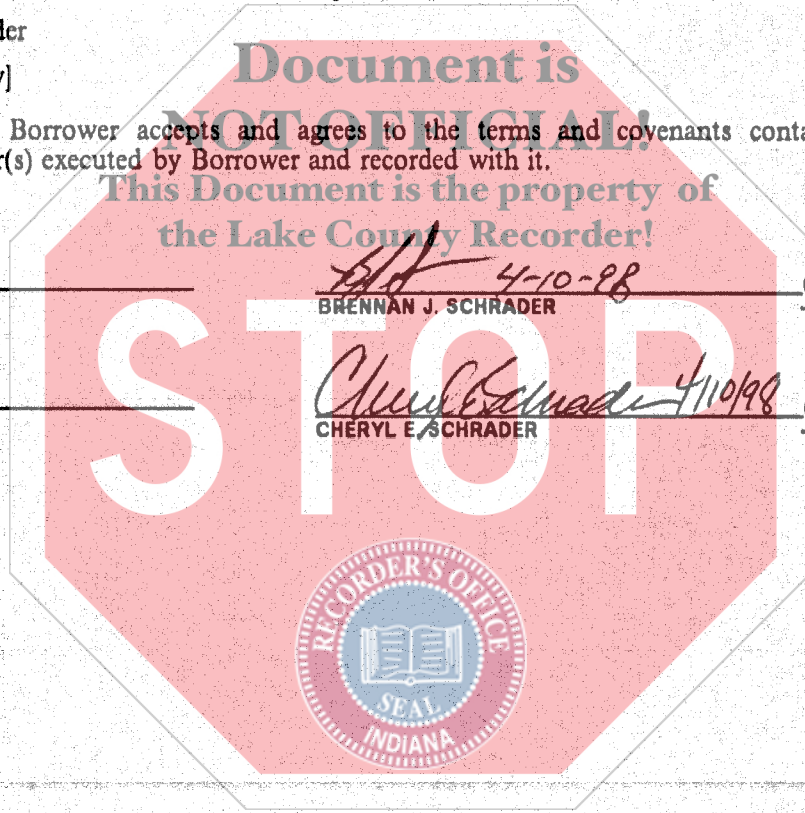 der
y]
Document is
NOT OFFICIAL!
Borrower accepts and agrees to the terms and covenants conta
r(s) executed by Borrower and recorded with it.
This Document is the property of
the Lake County Recorder!
4-10-98
BRENNAN J. SCHRADER
Cheryl E Schrader 4/10/98
CHERYL E. SCHRADER
STOP
RECORDER'S OFFICE
SEAL
INDIANA